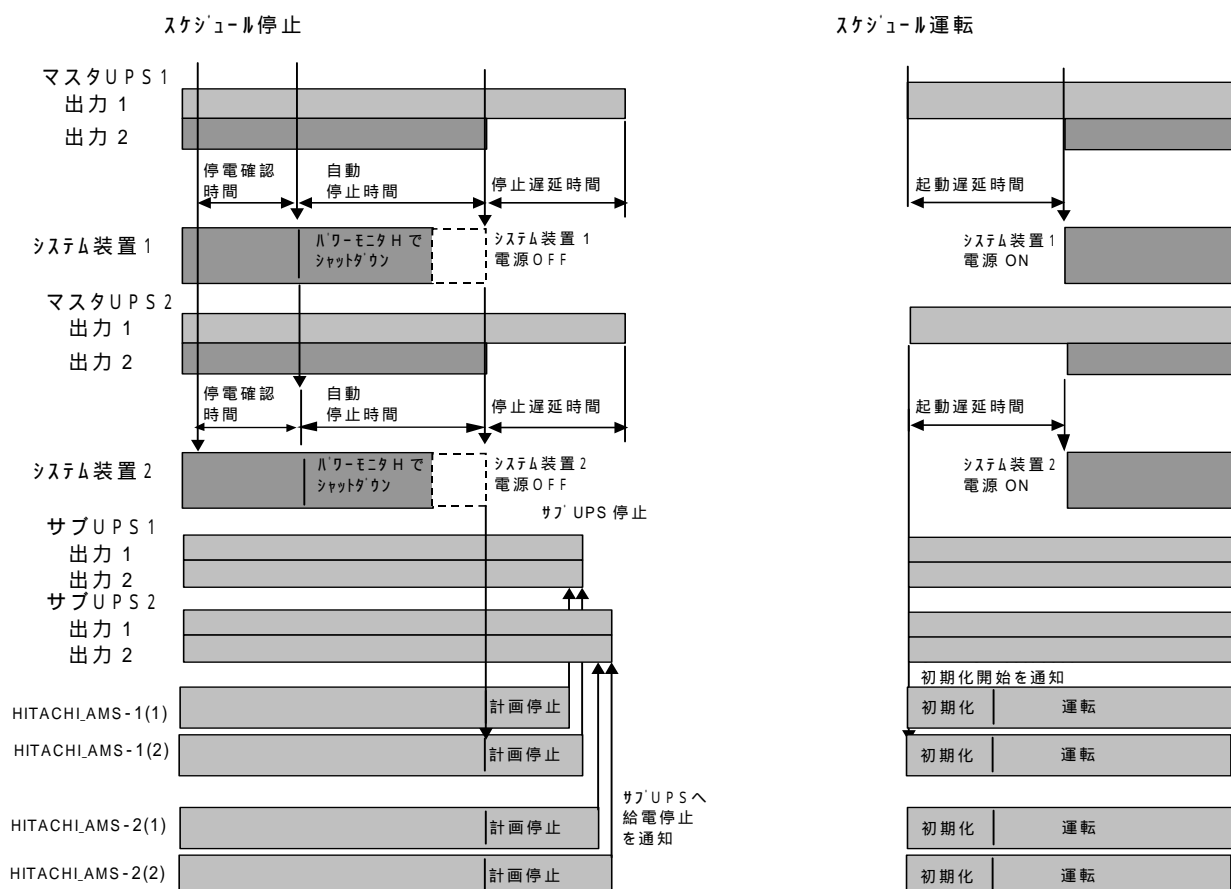 スケジュール停止
スケジュール運転
マスタUPS1
出力 1
出力 2
停電確認
時間
自動
停止時間
停止遅延時間
起動遅延時間
システム装置1
パワーモニタHで
シャットダウン
システム装置 1
電源OFF
システム装置1
電源 ON
マスタUPS2
出力 1
出力 2
停電確認
時間
自動
停止時間
停止遅延時間
起動遅延時間
システム装置2
パワーモニタHで
シャットダウン
システム装置2
電源OFF
システム装置2
電源 ON
サブUPS停止
サブUPS1
出力 1
出力 2
サブUPS2
出力 1
出力 2
初期化開始を通知
HITACHI_AMS-1(1)
計画停止
初期化
運転
HITACHI_AMS-1(2)
計画停止
初期化
運転
サブUPSへ
給電停止
を通知
HITACHI_AMS-2(1)
計画停止
初期化
運転
HITACHI_AMS-2(2)
計画停止
初期化
運転